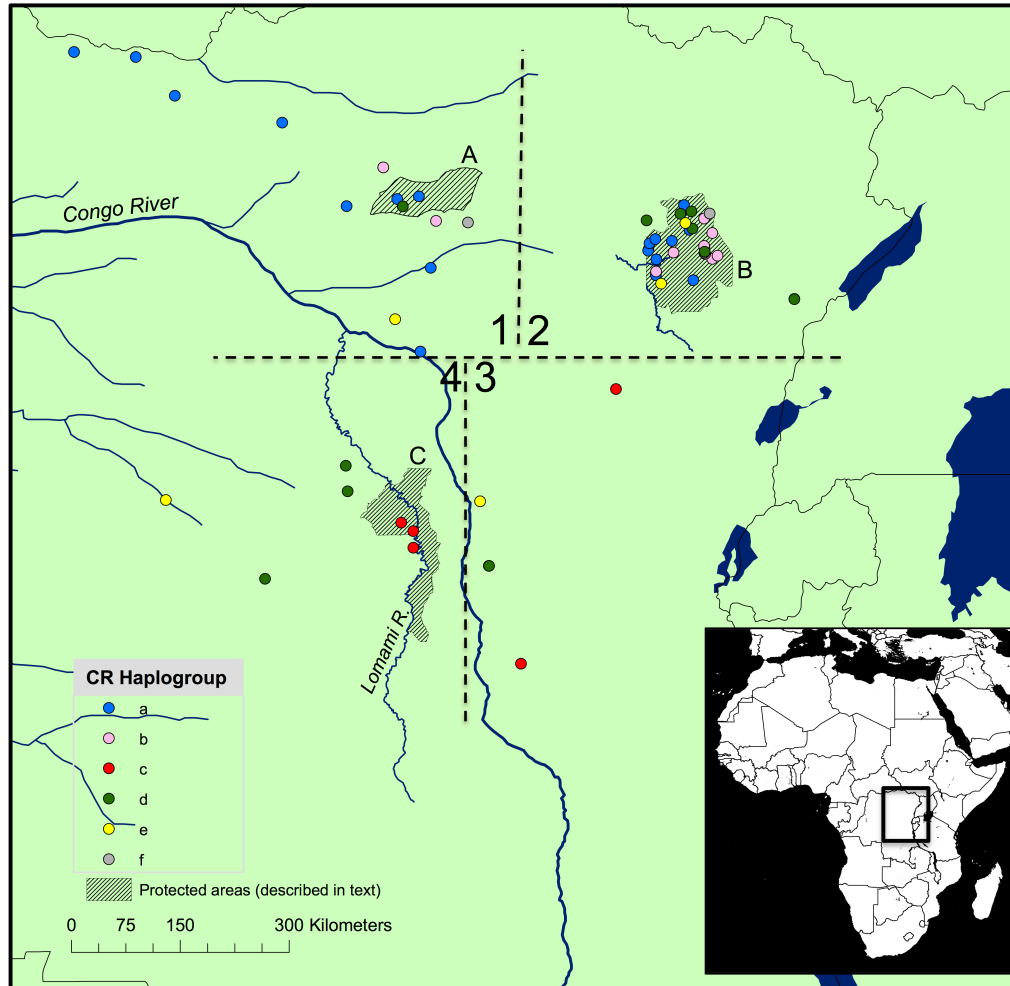 A
Congo River
B
1
2
4
3
C
Lomami R.
CR Haplogroup
a
b
c
d
e
f
Protected areas (described in text)
0 75 150 300 Kilometers